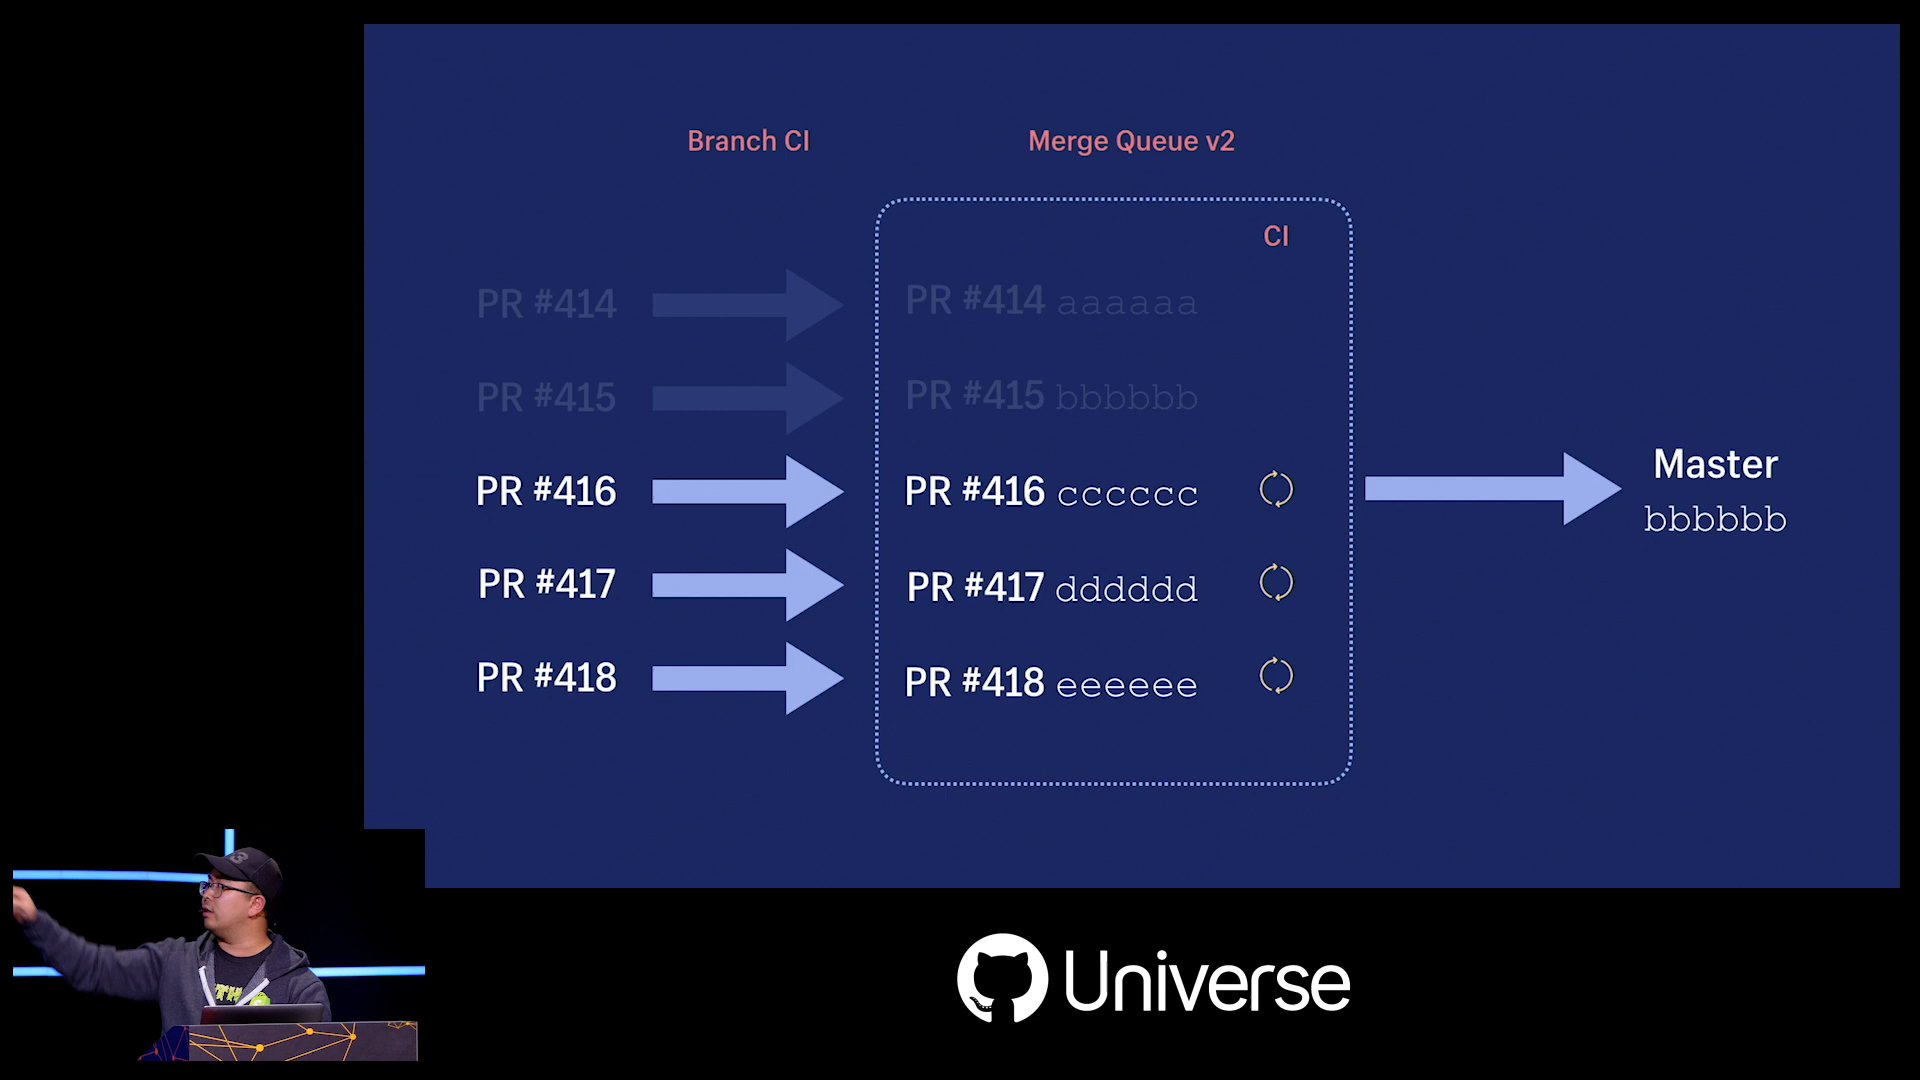 Branch CI
Merge Queue v2
CI
PR #414
PR #414 aaaaaa
PR #415
PR #415 bbbbbb
PR #416
PR #416 cccccc
PR #417
PR #417 dddddd
PR #418
PR #418 eeeeee
Master
bbbbbb
Universe